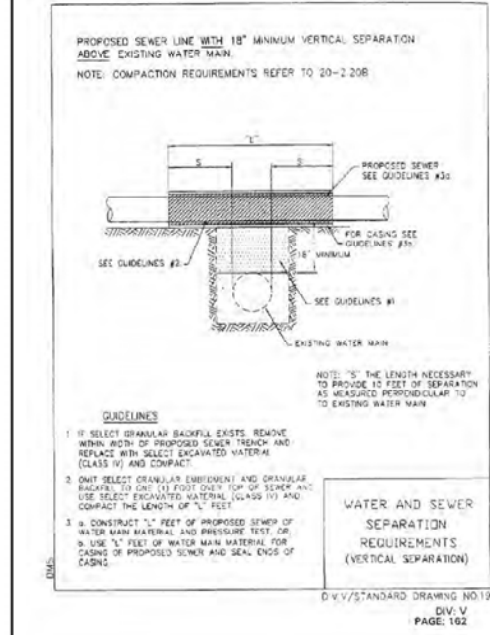 PROPOSED SEWER LINE WITH 18" MINIMUM VERTICAL SEPARATION
ABOVE EXISTING WATER MAIN.
NOTE: COMPACTION REQUIREMENTS REFER TO 20-2.20B
"L"
S
S
PROPOSED SEWER
SEE GUIDELINES #3a
FOR CASING SEE
GUIDELINES #3b
18" MINIMUM
SEE GUIDELINES #2
SEE GUIDELINES #1
EXISTING WATER MAIN
NOTE: "S" THE LENGTH NECESSARY
TO PROVIDE 10 FEET OF SEPARATION
AS MEASURED PERPENDICULAR TO
TO EXISTING WATER MAIN
GUIDELINES
1. IF SELECT GRANULAR BACKFILL EXISTS, REMOVE
WITHIN WIDTH OF PROPOSED SEWER TRENCH AND
REPLACE WITH SELECT EXCAVATED MATERIAL
(CLASS IV) AND COMPACT.
2. OMIT SELECT GRANULAR EMBEDMENT AND GRANULAR
BACKFILL TO ONE (1) FOOT OVER TOP OF SEWER AND
USE SELECT EXCAVATED MATERIAL (CLASS IV) AND
COMPACT THE LENGTH OF "L" FEET.
3. a. CONSTRUCT "L" FEET OF PROPOSED SEWER OF
WATER MAIN MATERIAL AND PRESSURE TEST, OR
b. USE "L" FEET OF WATER MAIN MATERIAL FOR
CASING OF PROPOSED SEWER AND SEAL ENDS OF
CASING.
WATER AND SEWER
SEPARATION
REQUIREMENTS
(VERTICAL SEPARATION)
DIV. V/STANDARD DRAWING NO.19
DIV: V
PAGE: 162